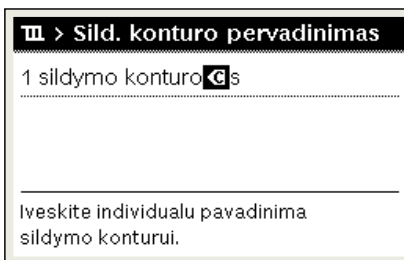 > Sild. konturo pervadinimas
1 sildymo konturo C s
Iveskite individualu pavadinima
sildymo konturui.